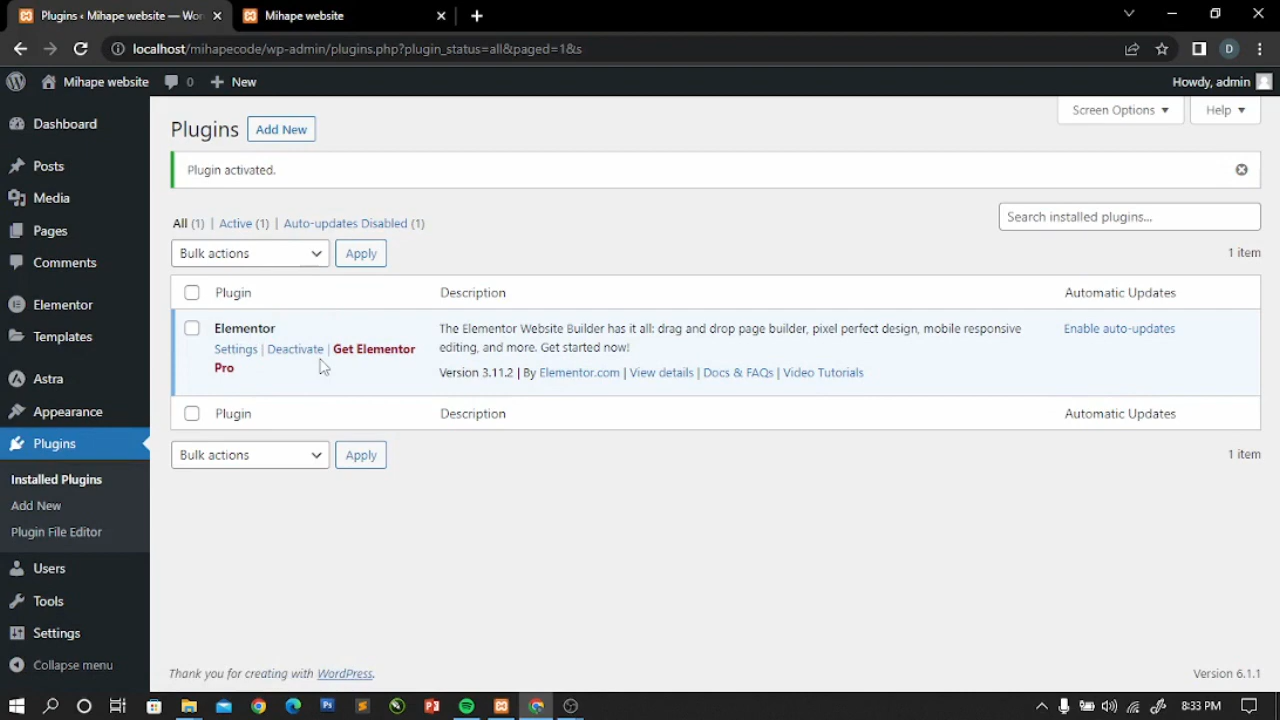 Plugins ‹ Mihape website — Wor
Mihape website
localhost/mihapecode/wp-admin/plugins.php?plugin_status=all&paged=1&s
D
Mihape website
0
New
Howdy, admin
Dashboard
Posts
Media
Pages
Comments
Elementor
Templates
Astra
Appearance
Plugins
Installed Plugins
Add New
Plugin File Editor
Users
Tools
Settings
Collapse menu
Screen Options
Help
Plugins
Add New
Plugin activated.
All (1) | Active (1) | Auto-updates Disabled (1)
Search installed plugins...
Bulk actions
Apply
1 item
Plugin
Description
Automatic Updates
Elementor
Settings | Deactivate | Get Elementor
Pro
The Elementor Website Builder has it all: drag and drop page builder, pixel perfect design, mobile responsive
editing, and more. Get started now!
Version 3.11.2 | By Elementor.com | View details | Docs & FAQs | Video Tutorials
Enable auto-updates
Plugin
Description
Automatic Updates
Bulk actions
Apply
1 item
Thank you for creating with WordPress.
Version 6.1.1
8:33 PM